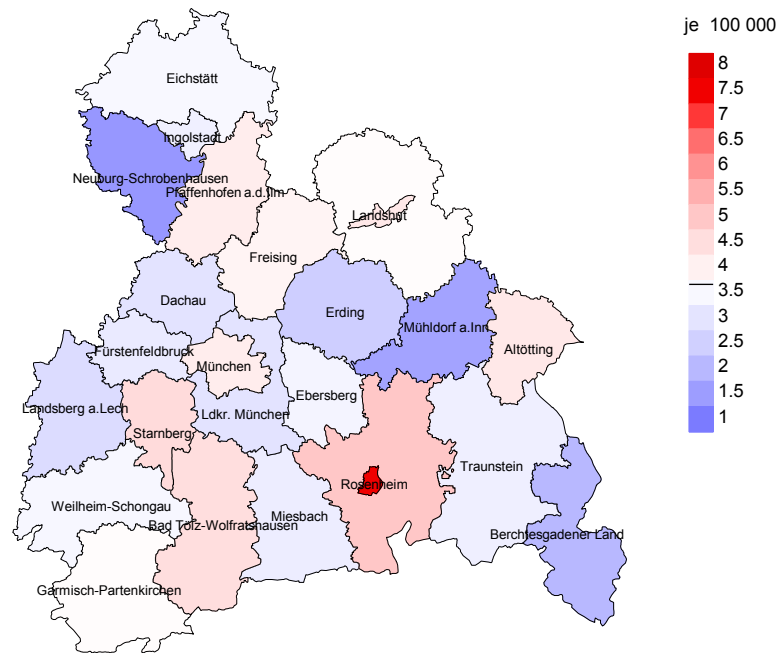 je 100 000
8
7.5
7
6.5
6
5.5
5
4.5
4
3.5
3
2.5
2
1.5
1
Eichstätt
Ingolstadt
Neuburg-Schrobenhausen
Pfaffenhofen a.d.Ilm
Landshut
Freising
Dachau
Erding
Mühldorf a.Inn
Altötting
Fürstenfeldbruck
München
Ebersberg
Landsberg a.Lech
Ldkr. München
Starnberg
Traunstein
Rosenheim
Weilheim-Schongau
Miesbach
Bad Tölz-Wolfratshausen
Berchtesgadener Land
Garmisch-Partenkirchen